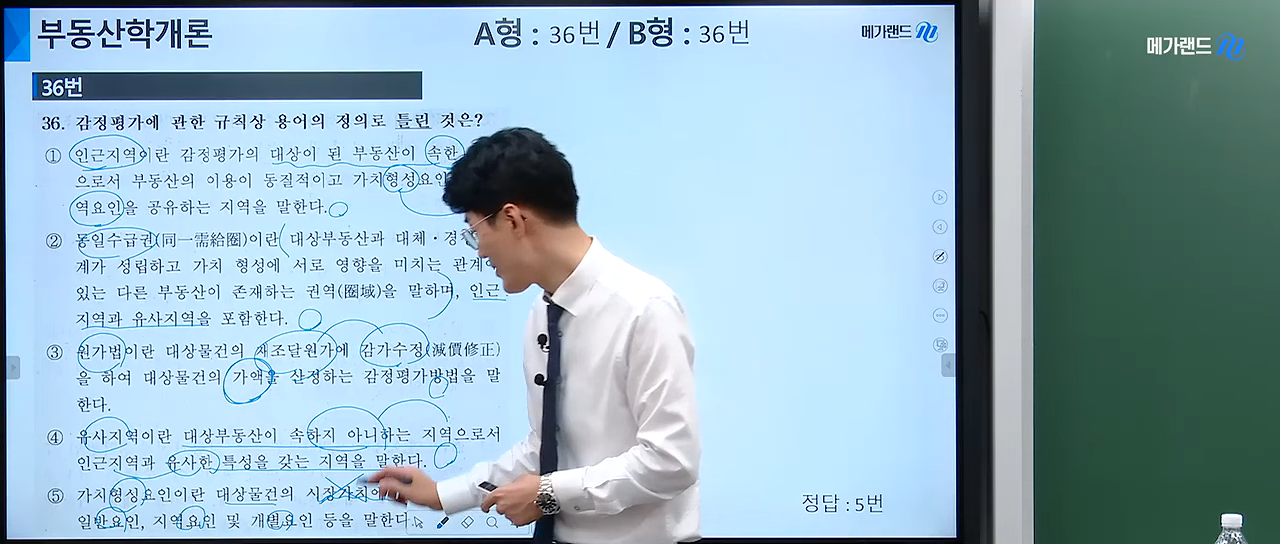 부동산학개론
A형 : 36번 / B형 : 36번
메가랜드
메가랜드
36번
36. 감정평가에 관한 규칙상 용어의 정의로 틀린 것은?
① 인근지역이란 감정평가의 대상이 된 부동산이 속한
으로서 부동산의 이용이 동질적이고 가치형성요인
역요인을 공유하는 지역을 말한다.
② 동일수급권(同一需給圈)이란 대상부동산과 대체·경
계가 성립하고 가치 형성에 서로 영향을 미치는 관계에
있는 다른 부동산이 존재하는 권역(圈域)을 말하며, 인근
지역과 유사지역을 포함한다.
③ 원가법이란 대상물건의 재조달원가에 감가수정(減價修正)
을 하여 대상물건의 가액을 산정하는 감정평가방법을 말
한다.
④ 유사지역이란 대상부동산이 속하지 아니하는 지역으로서
인근지역과 유사한 특성을 갖는 지역을 말한다.
⑤ 가치형성요인이란 대상물건의 시장가치에
일반요인, 지역요인 및 개별요인 등을 말한다
정답 : 5번